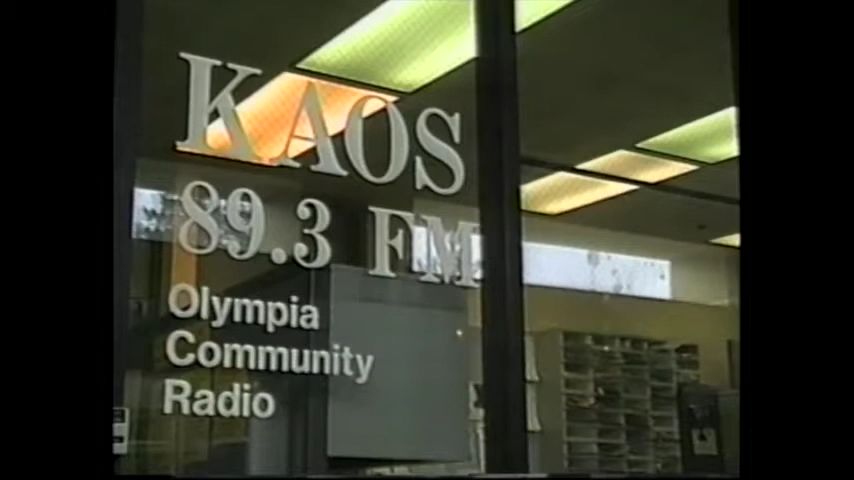 KAOS
89.3 FM
Olympia
Community
Radio